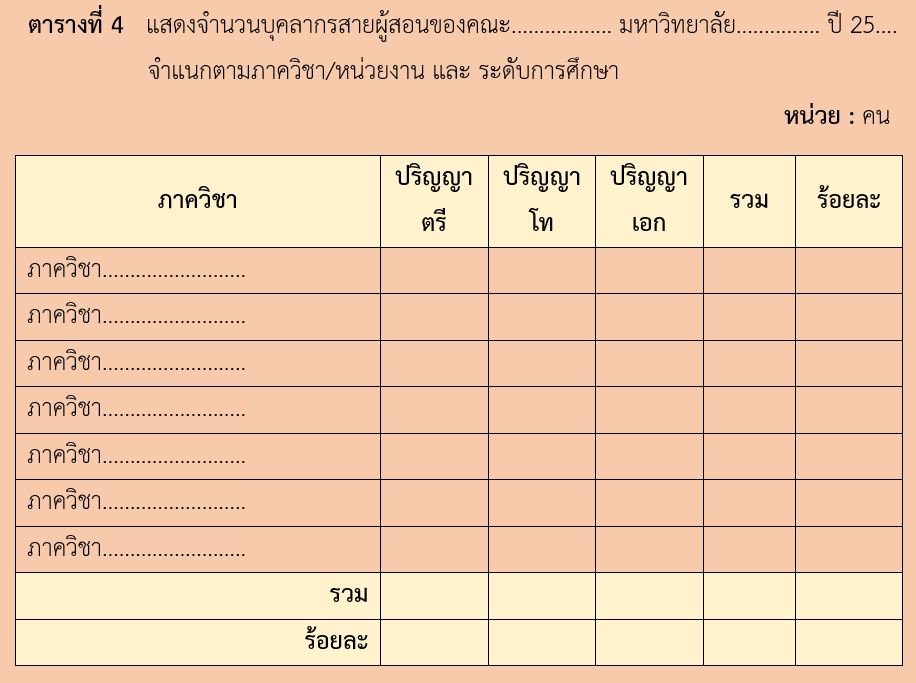 ตารางที่ 4 แสดงจำนวนบุคลากรสายผู้สอนของคณะ.................. มหาวิทยาลัย............... ปี 25....
จำแนกตามภาควิชา/หน่วยงาน และ ระดับการศึกษา
หน่วย : คน
ภาควิชา ปริญญา ปริญญา ปริญญา รวม ร้อยละ
ตรี โท เอก
ภาควิชา..........................
ภาควิชา..........................
ภาควิชา..........................
ภาควิชา..........................
ภาควิชา..........................
ภาควิชา..........................
ภาควิชา..........................
รวม
ร้อยละ